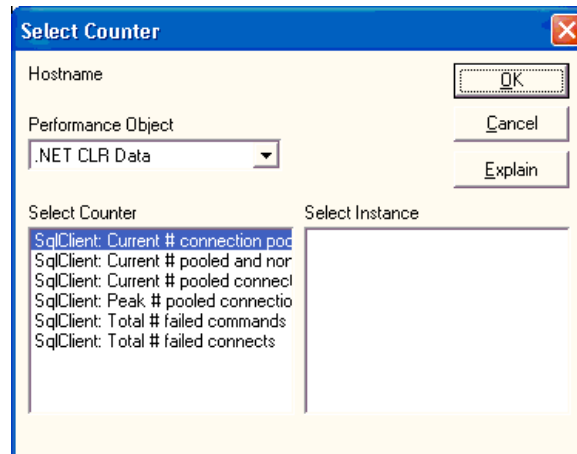 Select Counter
Hostname
OK
Performance Object
Cancel
.NET CLR Data
Explain
Select Counter
Select Instance
SqlClient: Current # connection poo
SqlClient: Current # pooled and nor
SqlClient: Current # pooled connect
SqlClient: Peak # pooled connectio
SqlClient: Total # failed commands
SqlClient: Total # failed connects